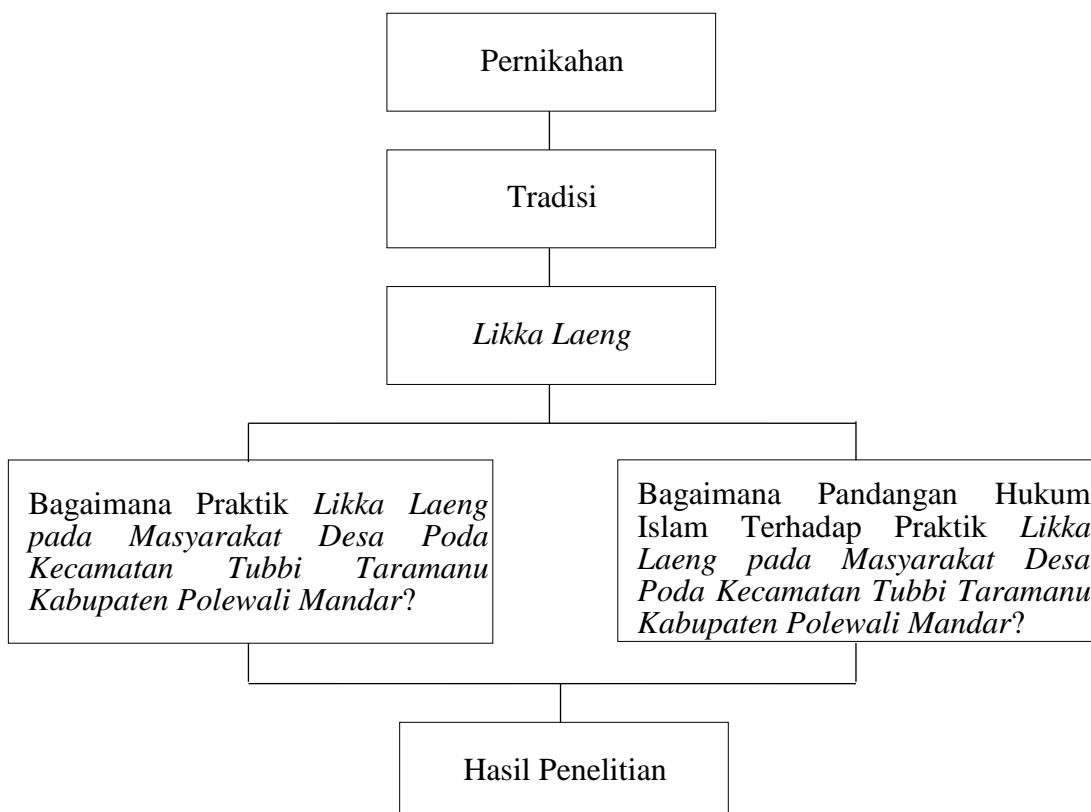 Pernikahan
Tradisi
Likka Laeng
Bagaimana Praktik Likka Laeng
pada Masyarakat Desa Poda
Kecamatan Tubbi Taramanu
Kabupaten Polewali Mandar?
Bagaimana Pandangan Hukum
Islam Terhadap Praktik Likka
Laeng pada Masyarakat Desa
Poda Kecamatan Tubbi Taramanu
Kabupaten Polewali Mandar?
Hasil Penelitian